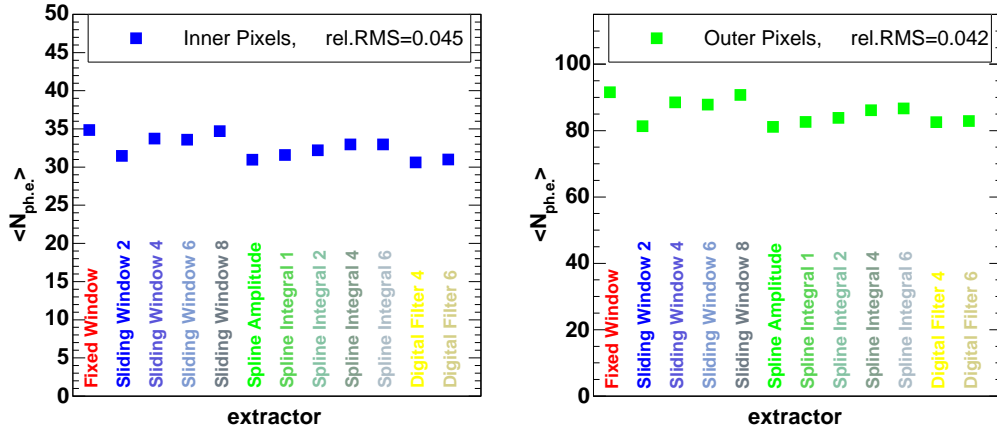 Inner Pixels, rel.RMS=0.045
50
45
40
35
30
25
20
15
10
5
0
<N_ph.e.>
Fixed Window
Sliding Window 2
Sliding Window 4
Sliding Window 6
Sliding Window 8
Spline Amplitude
Spline Integral 1
Spline Integral 2
Spline Integral 4
Spline Integral 6
Digital Filter 4
Digital Filter 6
extractor
Outer Pixels, rel.RMS=0.042
100
80
60
40
20
0
<N_ph.e.>
Fixed Window
Sliding Window 2
Sliding Window 4
Sliding Window 6
Sliding Window 8
Spline Amplitude
Spline Integral 1
Spline Integral 2
Spline Integral 4
Spline Integral 6
Digital Filter 4
Digital Filter 6
extractor